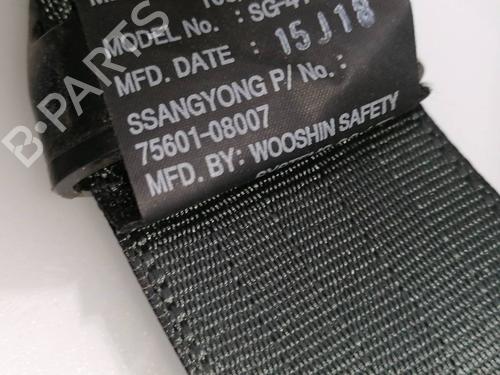 MODEL No. : SG-4
MFD. DATE : 15J18
SSANGYONG P/ No. :
75601-08007
MFD. BY: WOOSHIN SAFETY
B-PARTS